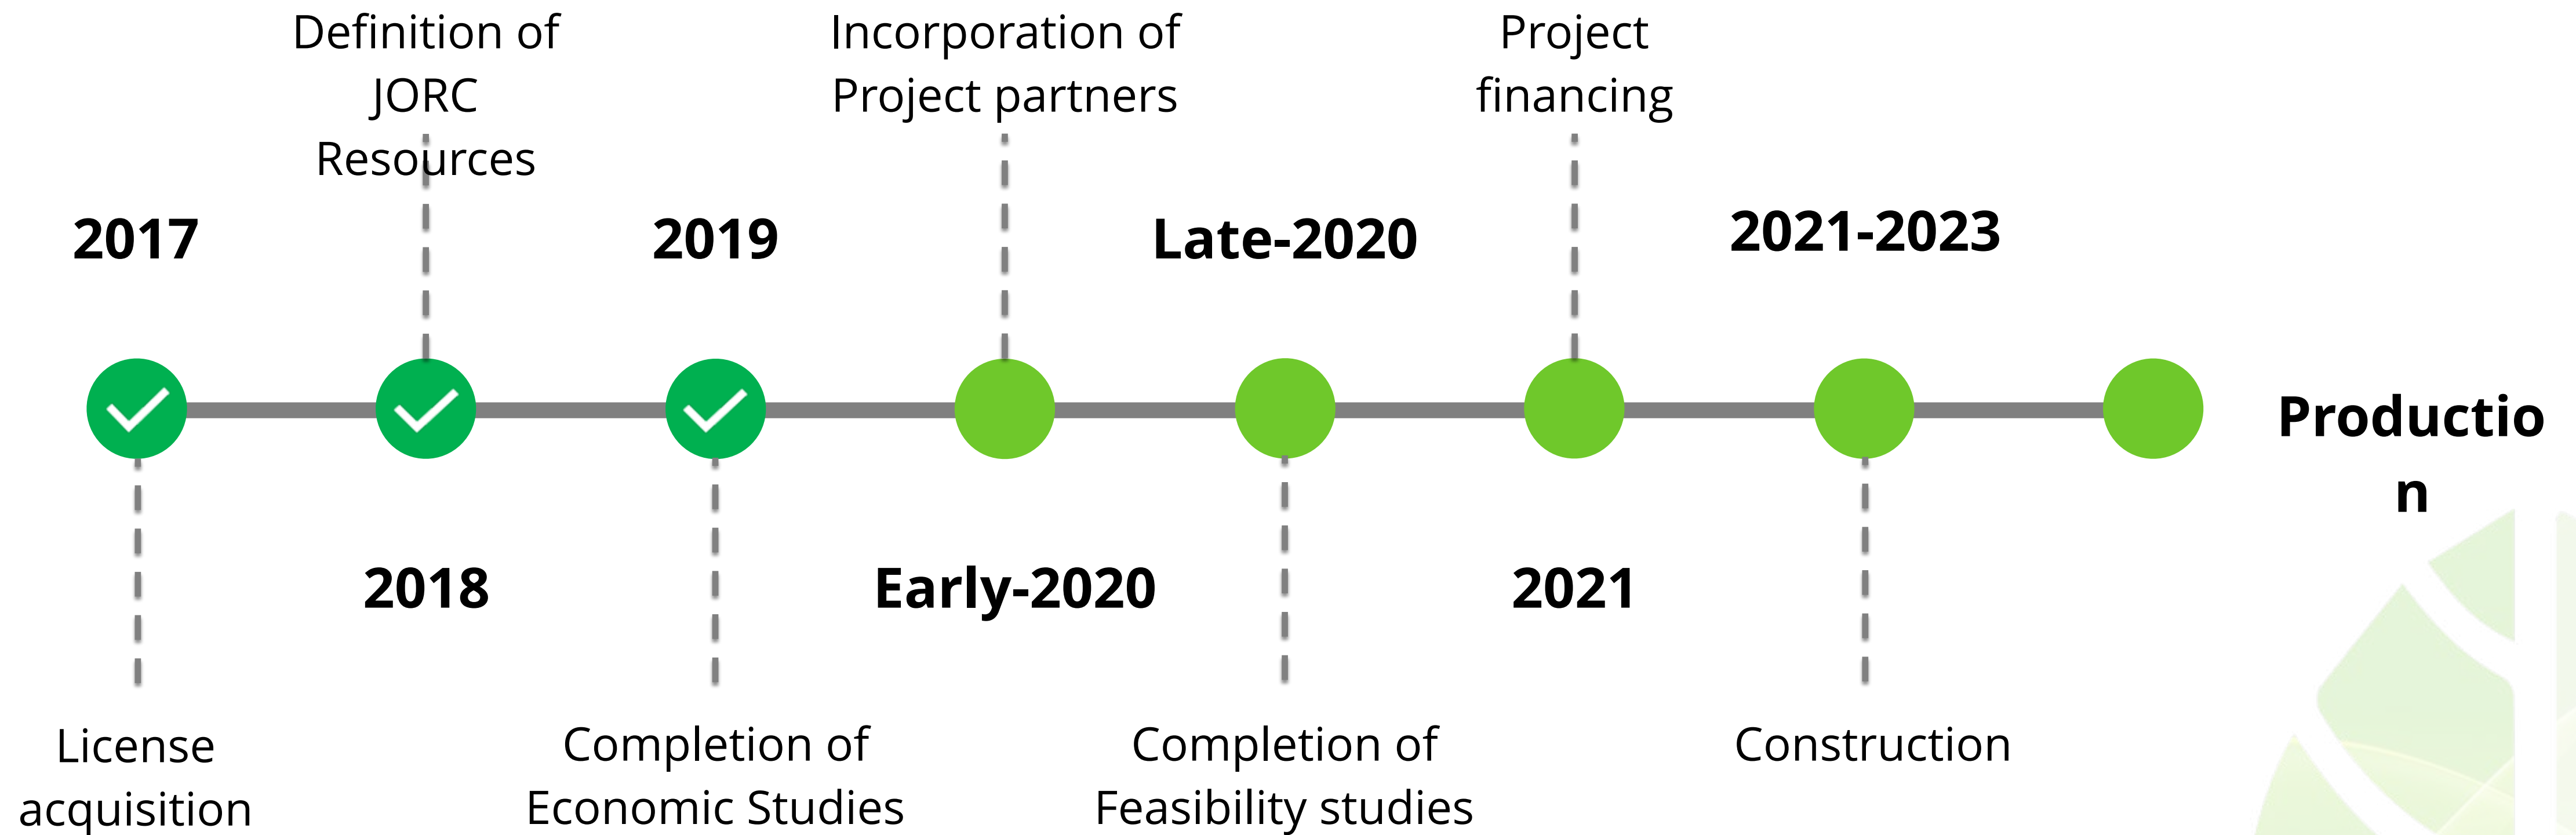 Definition of
JORC
Resources
Incorporation of
Project partners
Project
financing
2017
2019
Late-2020
2021-2023
Productio
n
2018
Early-2020
2021
License
acquisition
Completion of
Economic Studies
Completion of
Feasibility studies
Construction